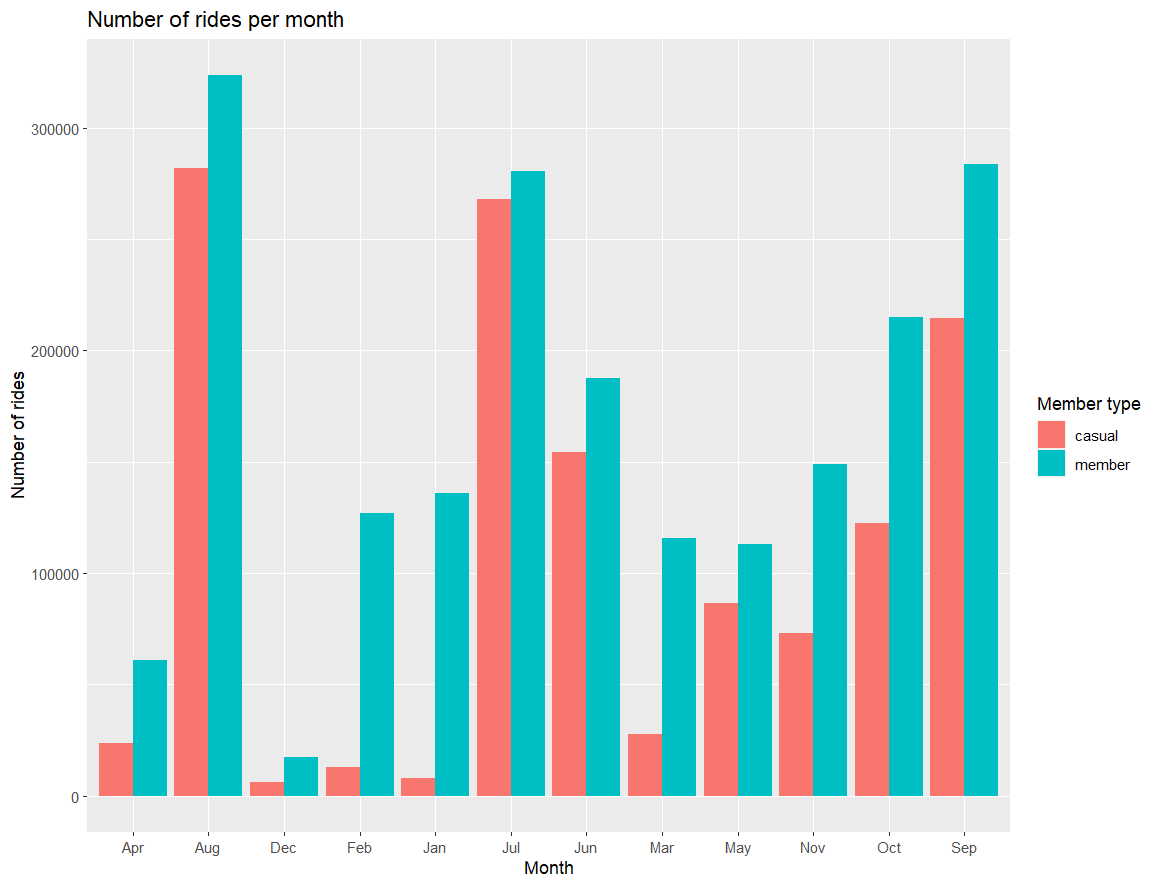 Number of rides per month
Number of rides
300000
200000
100000
0
Apr Aug Dec Feb Jan Jul Jun Mar May Nov Oct Sep
Month
Member type
casual
member